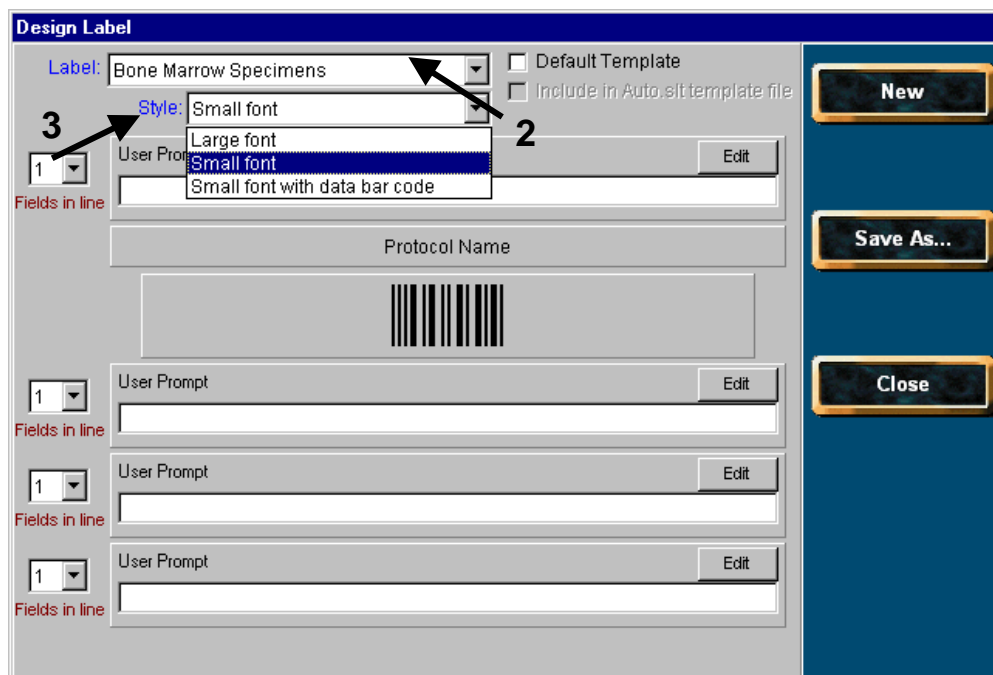 Design Label
Label: Bone Marrow Specimens
Default Template
Include in Auto.slt template file
Style: Small font
3
2
Large font
Small font
Small font with data bar code
1
Fields in line
User Pro
Edit
Protocol Name
1
Fields in line
User Prompt
Edit
1
Fields in line
User Prompt
Edit
1
Fields in line
User Prompt
Edit
New
Save As...
Close